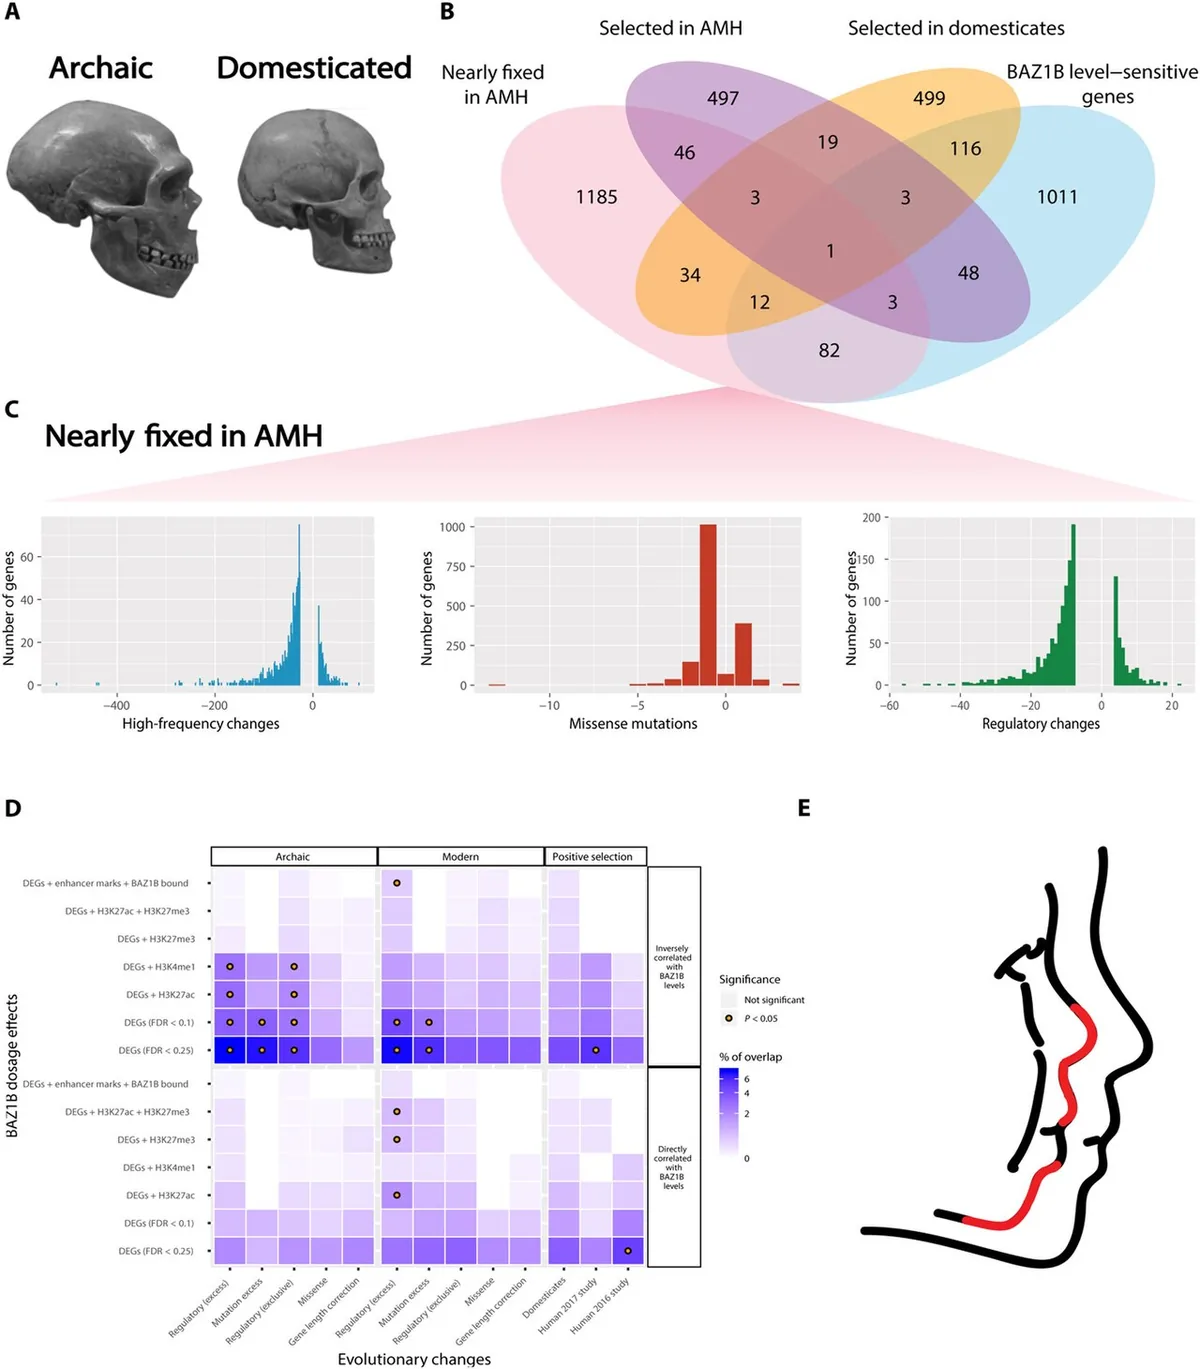 A
Archaic
Domesticated
B
Selected in AMH
Selected in domesticates
Nearly fixed
in AMH
BAZ1B level−sensitive
genes
497
499
46
19
116
1185
3
3
1011
1
34
48
12
3
82
C
Nearly fixed in AMH
Number of genes
60
40
20
0
−400
−200
0
High-frequency changes
Number of genes
1000
750
500
250
0
−10
−5
0
Missense mutations
Number of genes
200
150
100
50
0
−60
−40
−20
0
20
Regulatory changes
D
Archaic
Modern
Positive selection
BAZ1B dosage effects
DEGs + enhancer marks + BAZ1B bound
DEGs + H3K27ac + H3K27me3
DEGs + H3K27me3
DEGs + H3K4me1
DEGs + H3K27ac
DEGs (FDR < 0.1)
DEGs (FDR < 0.25)
Inversely
correlated
with
BAZ1B
levels
DEGs + enhancer marks + BAZ1B bound
DEGs + H3K27ac + H3K27me3
DEGs + H3K27me3
DEGs + H3K4me1
DEGs + H3K27ac
DEGs (FDR < 0.1)
DEGs (FDR < 0.25)
Directly
correlated
with
BAZ1B
levels
Regulatory (excess)
Mutation excess
Regulatory (exclusive)
Missense
Gene length correction
Regulatory (excess)
Mutation excess
Regulatory (exclusive)
Missense
Gene length correction
Domesticates
Human 2017 study
Human 2016 study
Evolutionary changes
Significance
Not significant
P < 0.05
% of overlap
6
4
2
0
E